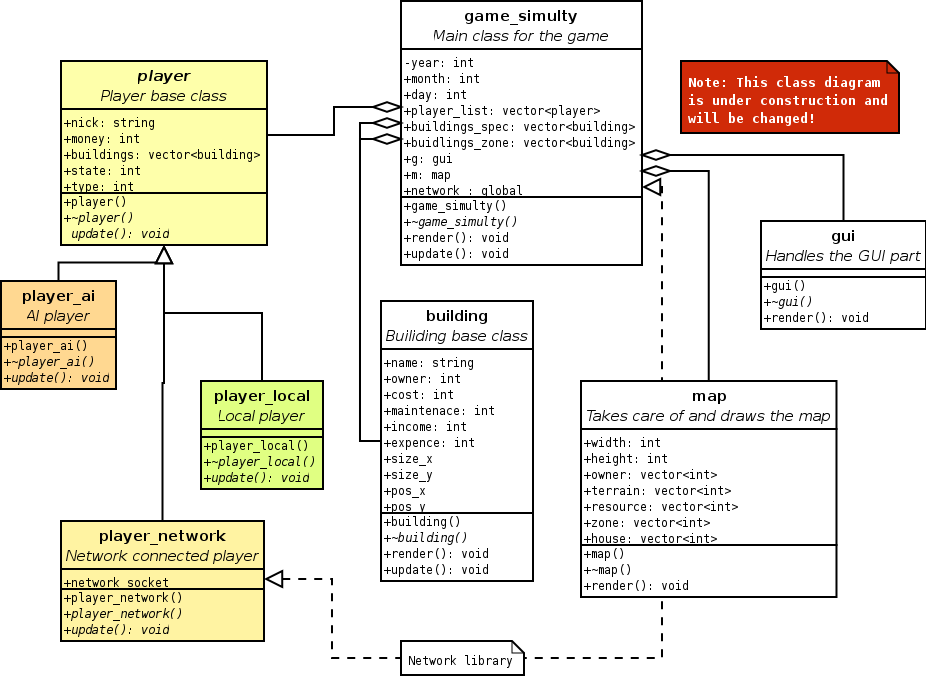 game_simulty
Main class for the game
-year: int
+month: int
+day: int
+player_list: vector<player>
+buildings_spec: vector<building>
+buidlings_zone: vector<building>
+g: gui
+m: map
+network : global
+game_simulty()
+~game_simulty()
+render(): void
+update(): void
player
Player base class
+nick: string
+money: int
+buildings: vector<building>
+state: int
+type: int
+player()
+~player()
update(): void
Note: This class diagram
is under construction and
will be changed!
gui
Handles the GUI part
+gui()
+~gui()
+render(): void
player_ai
AI player
+player_ai()
+~player_ai()
+update(): void
building
Builiding base class
+name: string
+owner: int
+cost: int
+maintenace: int
+income: int
+expence: int
+size_x
+size_y
+pos_x
+pos_y
+building()
+~building()
+render(): void
+update(): void
player_local
Local player
+player_local()
+~player_local()
+update(): void
map
Takes care of and draws the map
+width: int
+height: int
+owner: vector<int>
+terrain: vector<int>
+resource: vector<int>
+zone: vector<int>
+house: vector<int>
+map()
+~map()
+render(): void
player_network
Network connected player
+network_socket
+player_network()
+player_network()
+update(): void
Network library